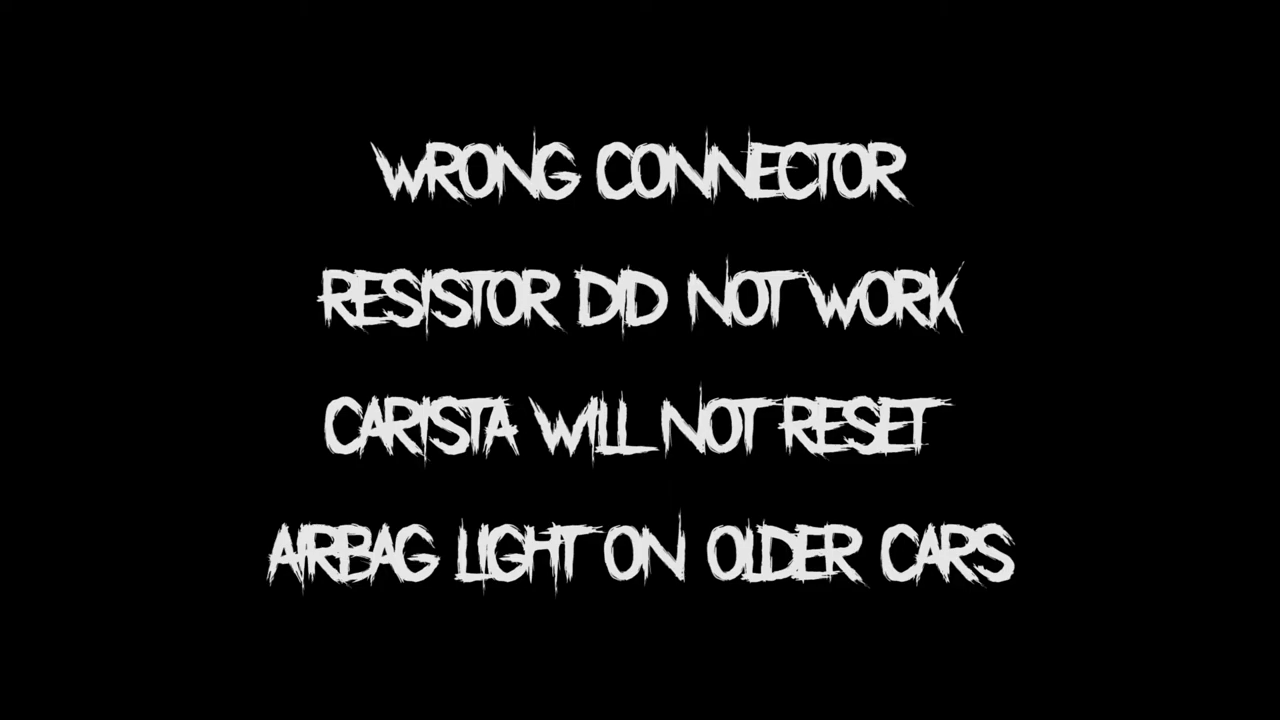 WRONG CONNECTOR
RESISTOR DID NOT WORK
CARISTA WILL NOT RESET
AIRBAG LIGHT ON OLDER CARS